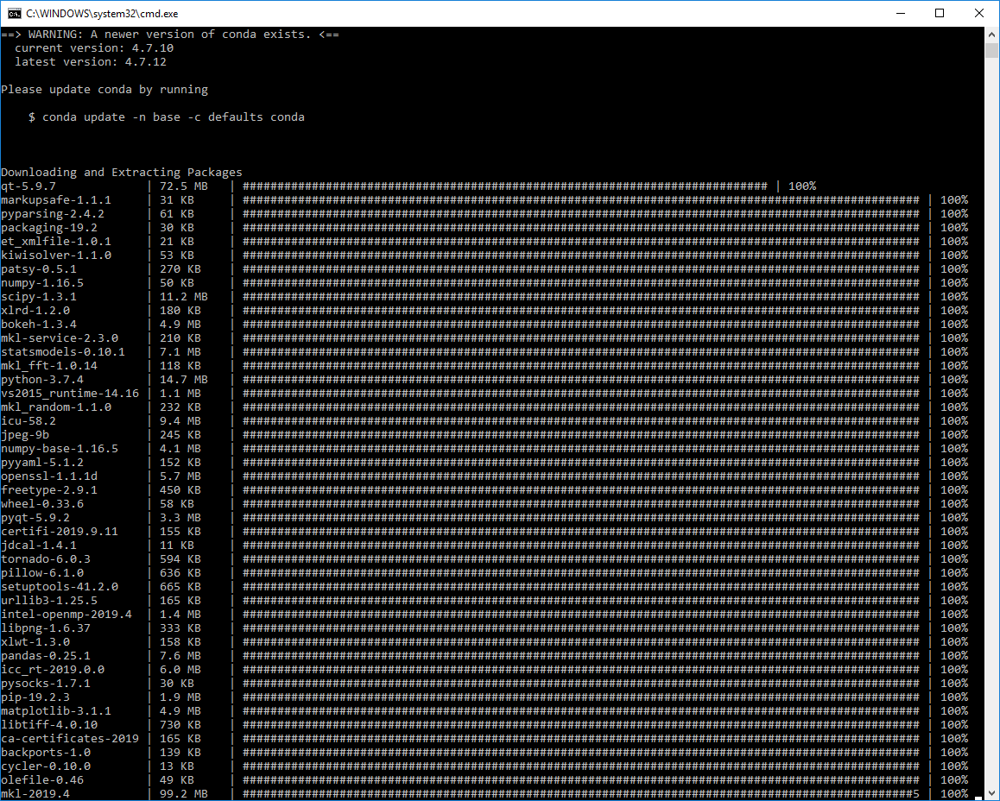 C:\WINDOWS\system32\cmd.exe
==> WARNING: A newer version of conda exists. <==
  current version: 4.7.10
  latest version: 4.7.12
Please update conda by running
    $ conda update -n base -c defaults conda
Downloading and Extracting Packages
qt-5.9.7             | 72.5 MB   | ############################################################################ | 100%
markupsafe-1.1.1     | 31 KB     | ################################################################################################## | 100%
pyparsing-2.4.2      | 61 KB     | ################################################################################################## | 100%
packaging-19.2       | 30 KB     | ################################################################################################## | 100%
et_xmlfile-1.0.1     | 21 KB     | ################################################################################################## | 100%
kiwisolver-1.1.0     | 53 KB     | ################################################################################################## | 100%
patsy-0.5.1          | 270 KB    | ################################################################################################## | 100%
numpy-1.16.5         | 50 KB     | ################################################################################################## | 100%
scipy-1.3.1          | 11.2 MB   | ################################################################################################## | 100%
xlrd-1.2.0           | 180 KB    | ################################################################################################## | 100%
bokeh-1.3.4          | 4.9 MB    | ################################################################################################## | 100%
mkl-service-2.3.0    | 210 KB    | ################################################################################################## | 100%
statsmodels-0.10.1   | 7.1 MB    | ################################################################################################## | 100%
mkl_fft-1.0.14       | 118 KB    | ################################################################################################## | 100%
python-3.7.4         | 14.7 MB   | ################################################################################################## | 100%
vs2015_runtime-14.16 | 1.1 MB    | ################################################################################################## | 100%
mkl_random-1.1.0     | 232 KB    | ################################################################################################## | 100%
icu-58.2             | 9.4 MB    | ################################################################################################## | 100%
jpeg-9b              | 245 KB    | ################################################################################################## | 100%
numpy-base-1.16.5    | 4.1 MB    | ################################################################################################## | 100%
pyyaml-5.1.2         | 152 KB    | ################################################################################################## | 100%
openssl-1.1.1d       | 5.7 MB    | ################################################################################################## | 100%
freetype-2.9.1       | 450 KB    | ################################################################################################## | 100%
wheel-0.33.6         | 58 KB     | ################################################################################################## | 100%
pyqt-5.9.2           | 3.3 MB    | ################################################################################################## | 100%
certifi-2019.9.11    | 155 KB    | ################################################################################################## | 100%
jdcal-1.4.1          | 11 KB     | ################################################################################################## | 100%
tornado-6.0.3        | 594 KB    | ################################################################################################## | 100%
pillow-6.1.0         | 636 KB    | ################################################################################################## | 100%
setuptools-41.2.0    | 665 KB    | ################################################################################################## | 100%
urllib3-1.25.5       | 165 KB    | ################################################################################################## | 100%
intel-openmp-2019.4  | 1.4 MB    | ################################################################################################## | 100%
libpng-1.6.37        | 333 KB    | ################################################################################################## | 100%
xlwt-1.3.0           | 158 KB    | ################################################################################################## | 100%
pandas-0.25.1        | 7.6 MB    | ################################################################################################## | 100%
icc_rt-2019.0.0      | 6.0 MB    | ################################################################################################## | 100%
pysocks-1.7.1        | 30 KB     | ################################################################################################## | 100%
pip-19.2.3           | 1.9 MB    | ################################################################################################## | 100%
matplotlib-3.1.1     | 4.9 MB    | ################################################################################################## | 100%
libtiff-4.0.10       | 730 KB    | ################################################################################################## | 100%
ca-certificates-2019 | 165 KB    | ################################################################################################## | 100%
backports-1.0        | 139 KB    | ################################################################################################## | 100%
cycler-0.10.0        | 13 KB     | ################################################################################################## | 100%
olefile-0.46         | 49 KB     | ################################################################################################## | 100%
mkl-2019.4           | 99.2 MB   | #################################################################################################5 | 100%